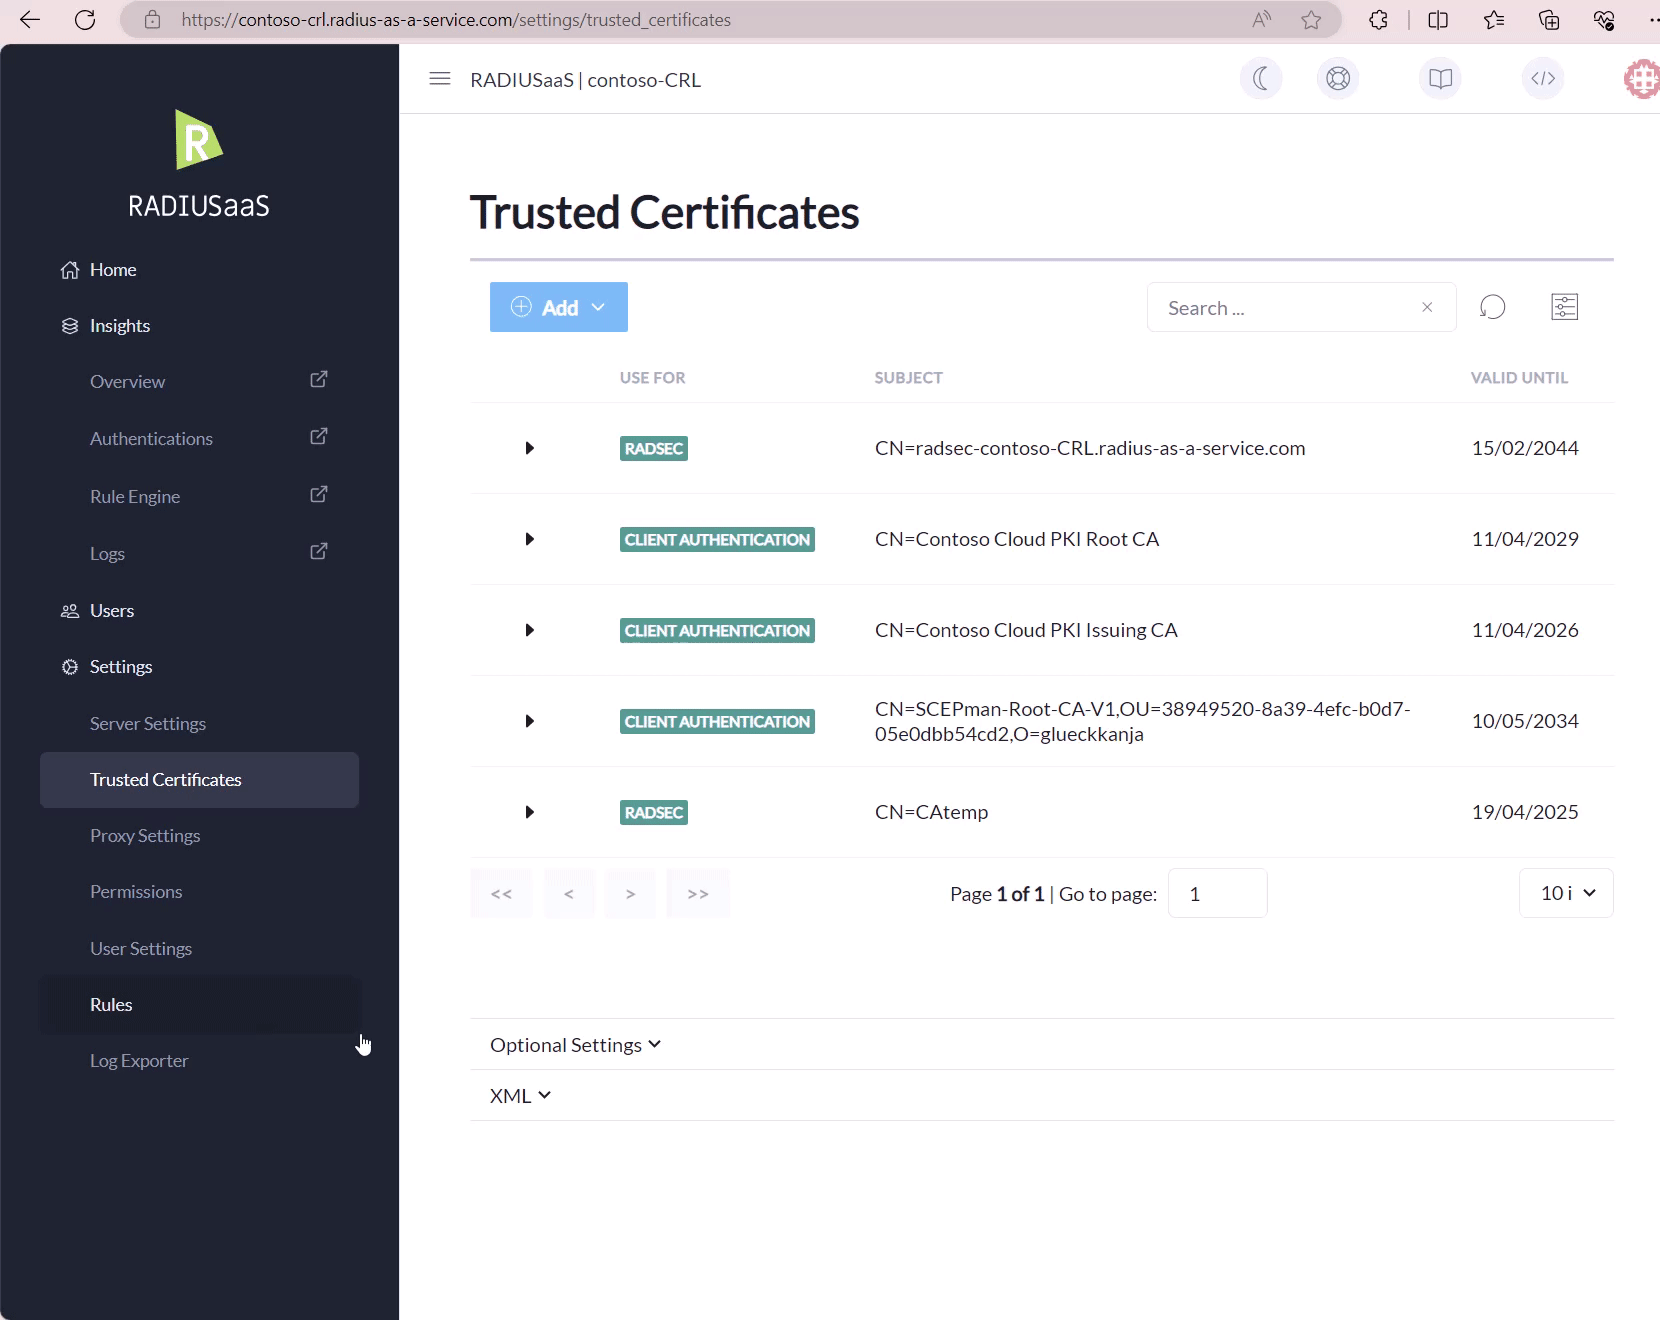 https://contoso-crl.radius-as-a-service.com/settings/trusted_certificates
RADIUSaaS | contoso-CRL
R
RADIUSaaS
Home
Insights
Overview
Authentications
Rule Engine
Logs
Users
Settings
Server Settings
Trusted Certificates
Proxy Settings
Permissions
User Settings
Rules
Log Exporter
Trusted Certificates
Add
Search ...
USE FOR SUBJECT VALID UNTIL
RADSEC CN=radsec-contoso-CRL.radius-as-a-service.com 15/02/2044
CLIENT AUTHENTICATION CN=Contoso Cloud PKI Root CA 11/04/2029
CLIENT AUTHENTICATION CN=Contoso Cloud PKI Issuing CA 11/04/2026
CLIENT AUTHENTICATION CN=SCEPman-Root-CA-V1,OU=38949520-8a39-4efc-b0d7-
05e0dbb54cd2,O=glueckkanja 10/05/2034
RADSEC CN=CAtemp 19/04/2025
<< < > >> Page 1 of 1 | Go to page: 1 10 i
Optional Settings
XML